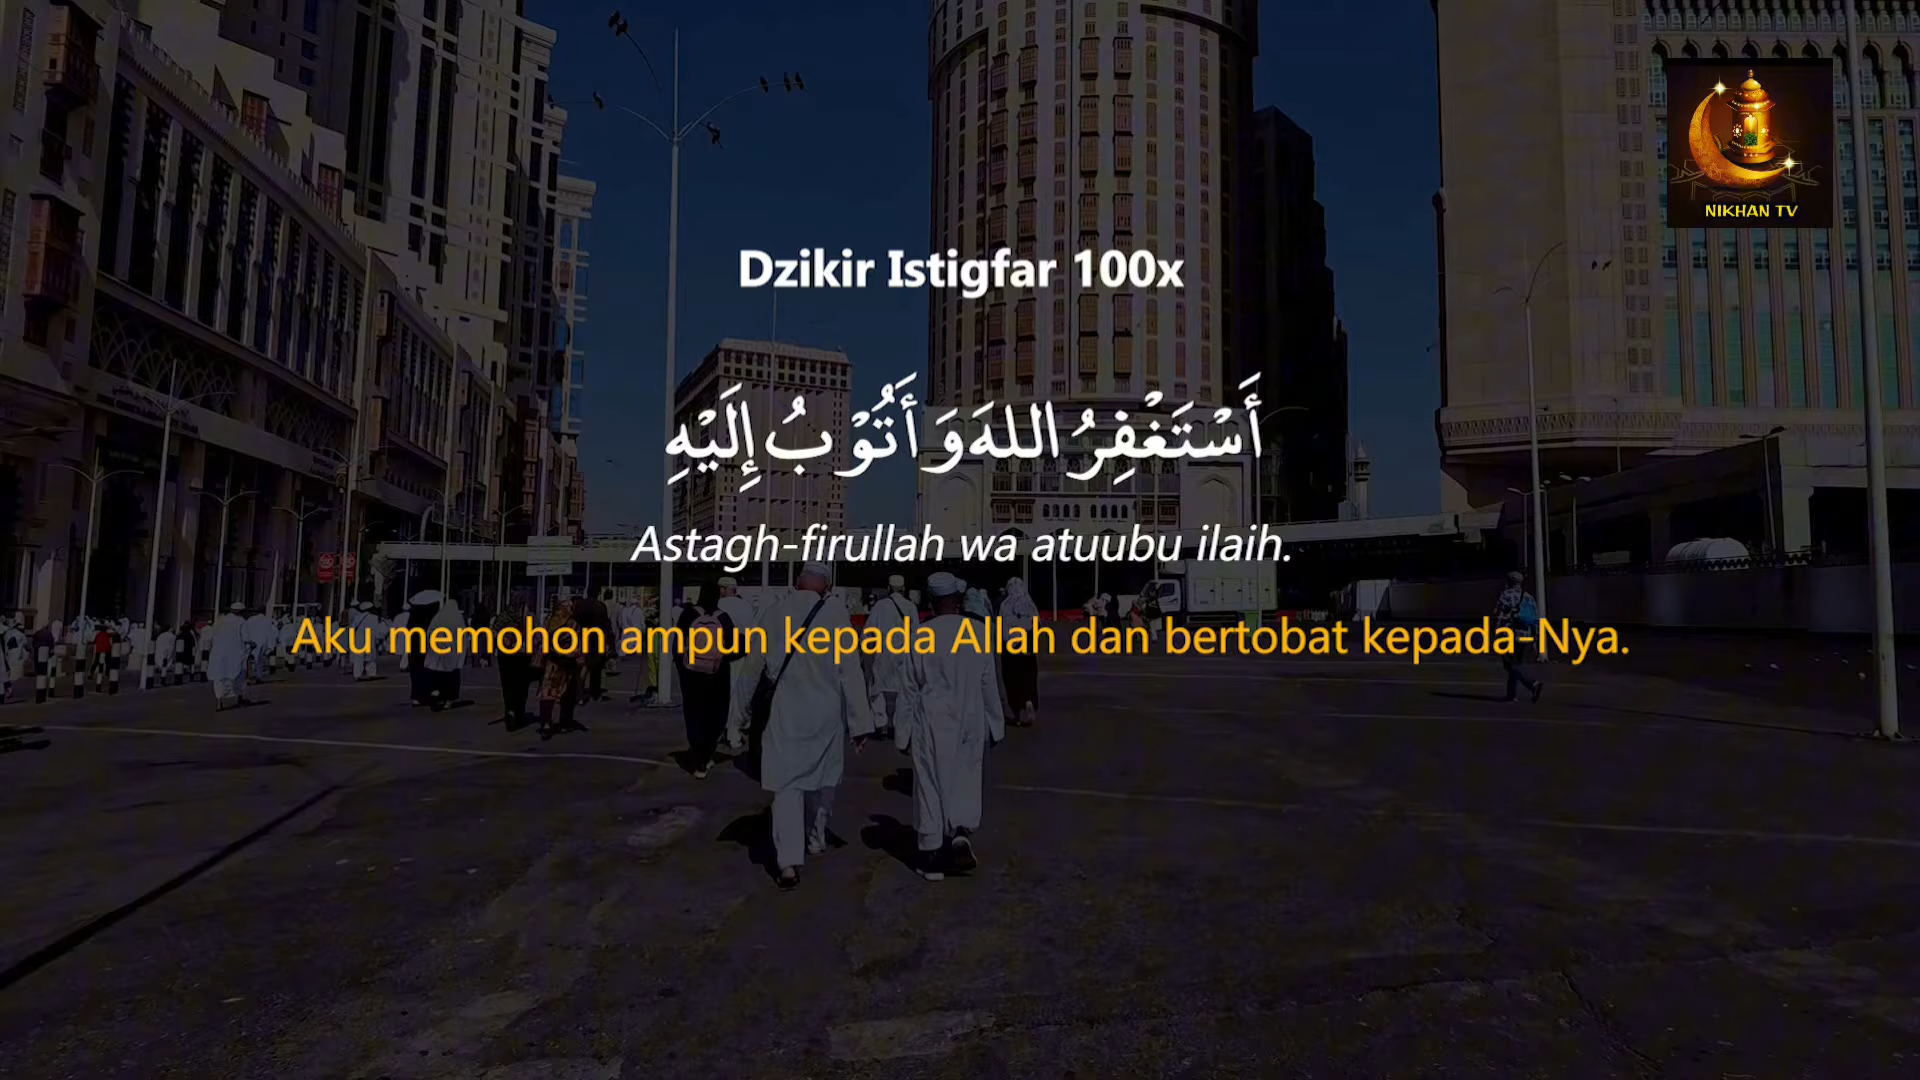 NIKHAN TV
Dzikir Istigfar 100x
أَسْتَغْفِرُ اللهَ وَ أَتُوْبُ إِلَيْهِ
Astagh-firullah wa atuubu ilaih.
Aku memohon ampun kepada Allah dan bertobat kepada-Nya.